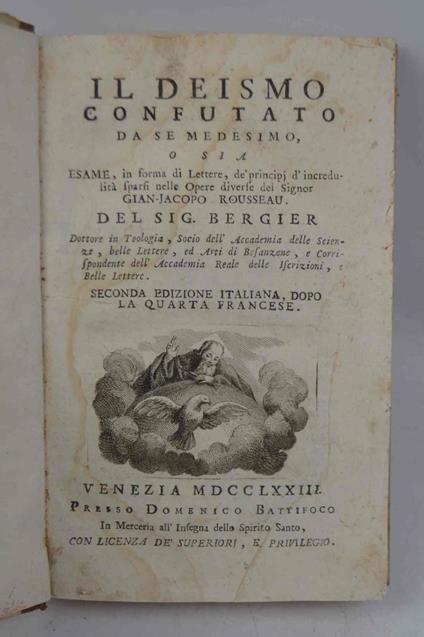 IL DEISMO
CONFUTATO
DA SE MEDESIMO,
O SIA
ESAME, in forma di Lettere, de' principj d'incredu-
lità sparsi nelle Opere diverse del Signor
GIAN-JACOPO ROUSSEAU.
DEL SIG. BERGIER
Dottore in Teologia, Socio dell' Accademia delle Scien-
ze, belle Lettere, ed Arti di Besanzone, e Corri-
spondente dell' Accademia Reale delle Iscrizioni, e
Belle Lettere.
SECONDA EDIZIONE ITALIANA, DOPO
LA QUARTA FRANCESE.
VENEZIA MDCCLXXIII.
PRESSO DOMENICO BATTIFOCO
In Merceria all' Insegna dello Spirito Santo,
CON LICENZA DE' SUPERIORI, E PRIVILEGIO.